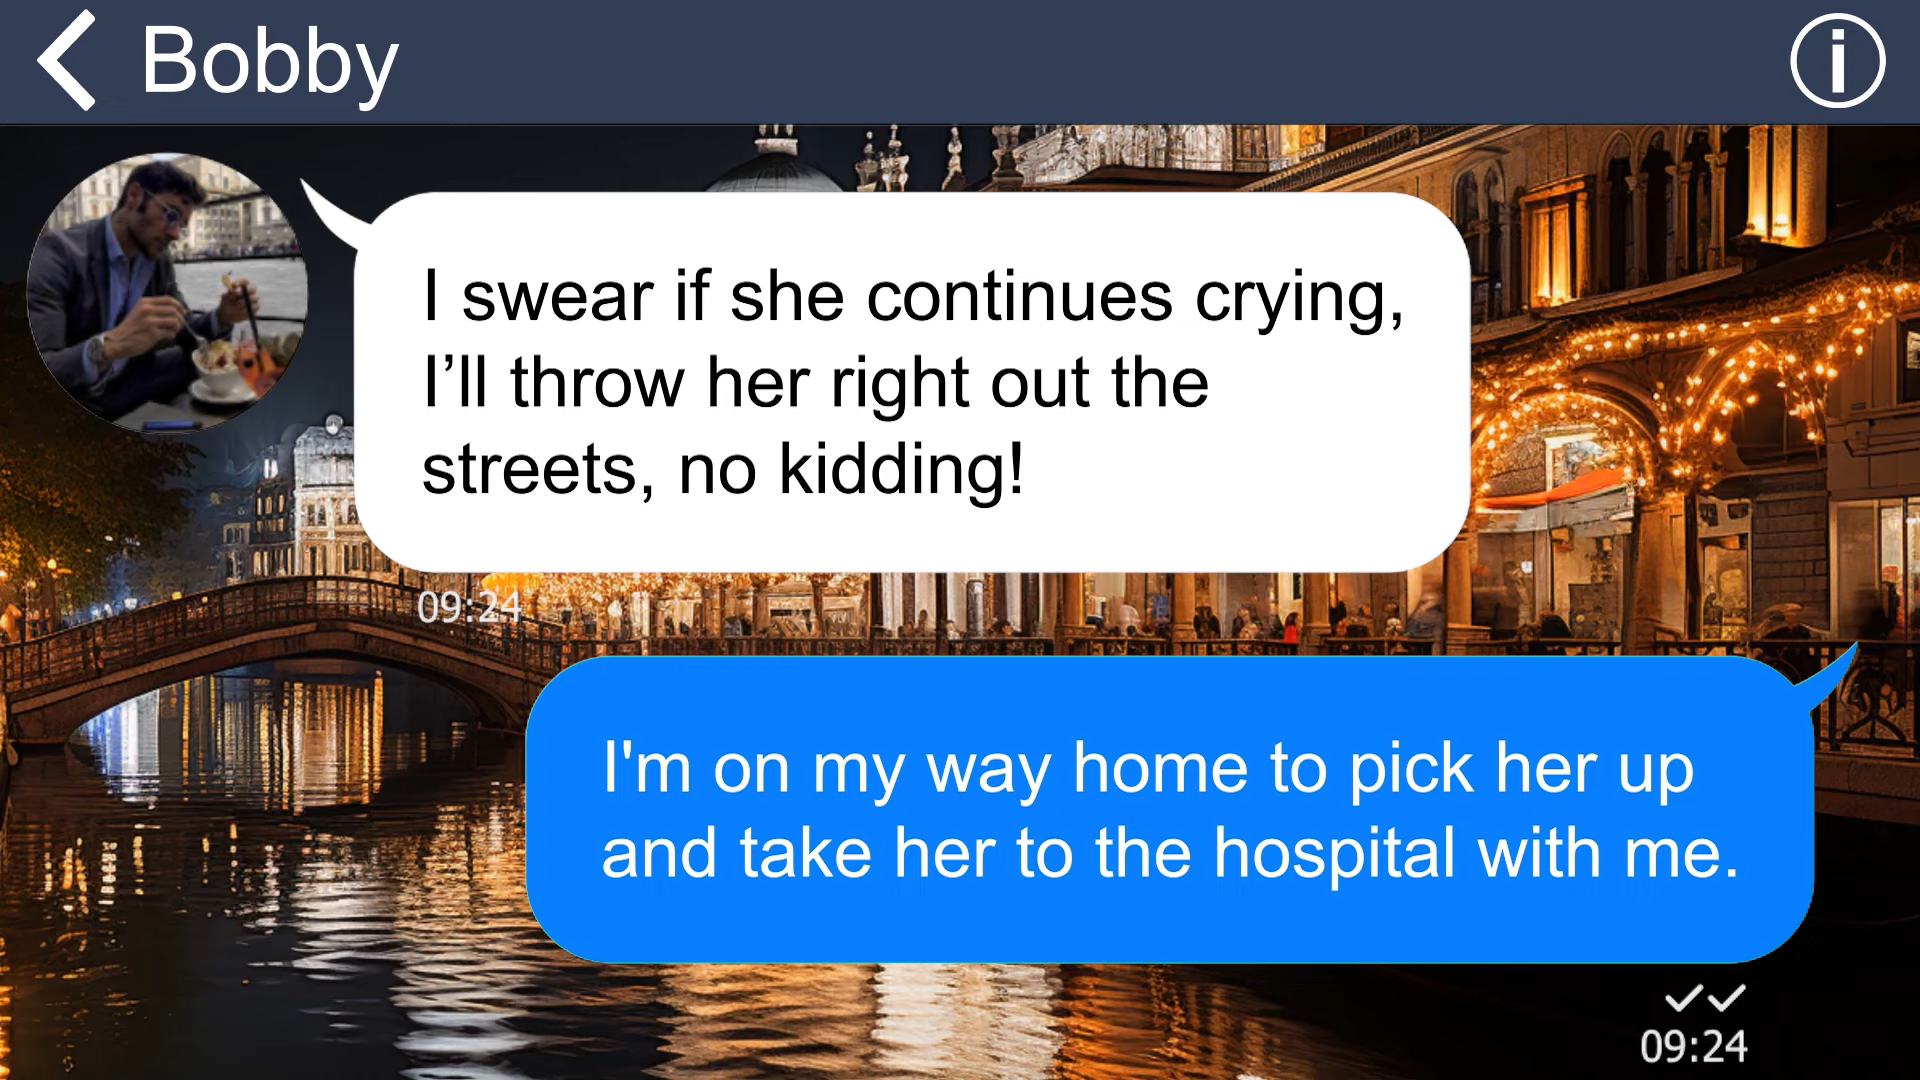 Bobby
I swear if she continues crying,
I’ll throw her right out the
streets, no kidding!
09:24
I'm on my way home to pick her up
and take her to the hospital with me.
09:24